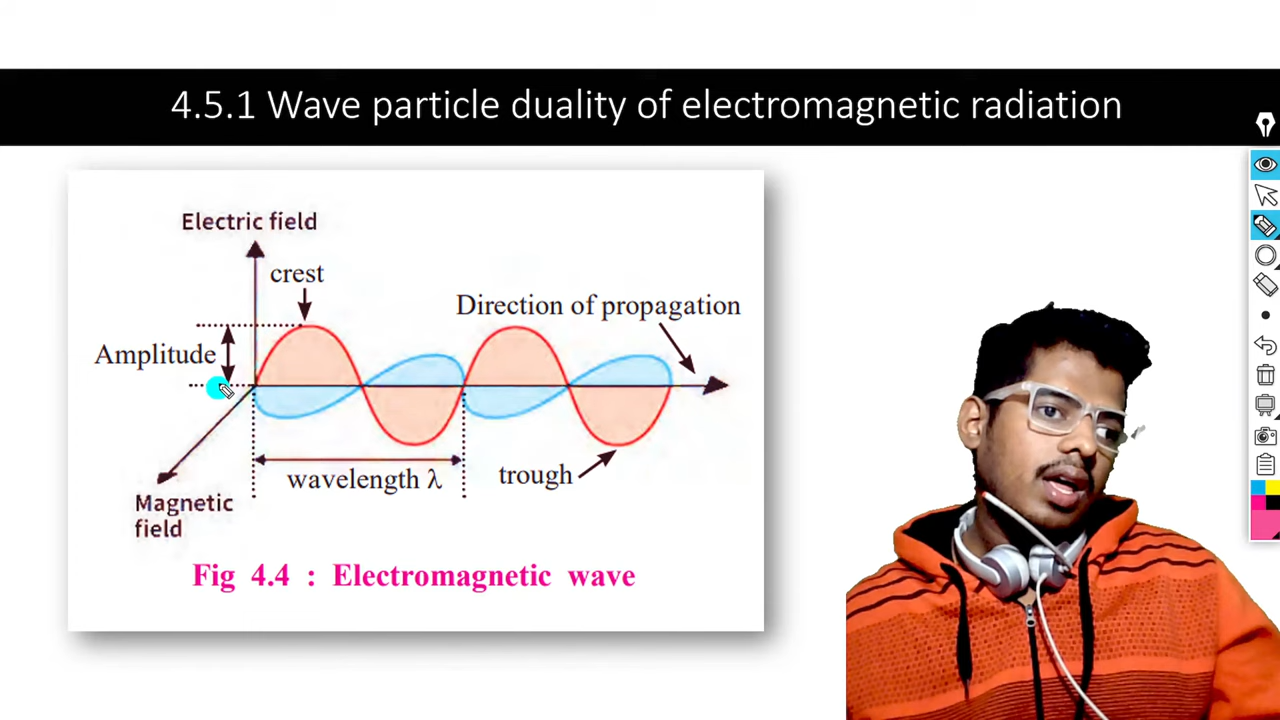 4.5.1 Wave particle duality of electromagnetic radiation
Electric field
crest
Direction of propagation
Amplitude
wavelength λ
trough
Magnetic
field
Fig 4.4 : Electromagnetic wave